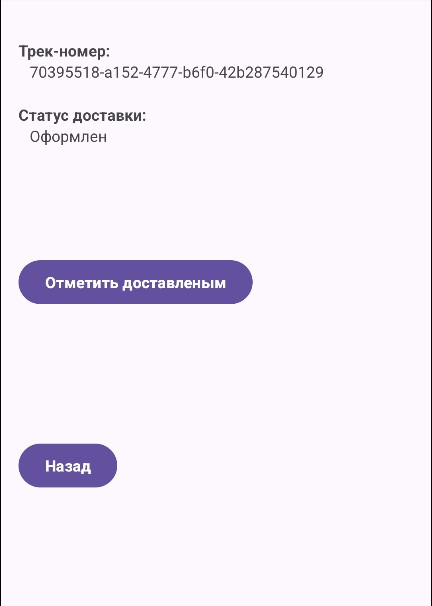 Трек-номер:
70395518-a152-4777-b6f0-42b287540129
Статус доставки:
Оформлен
Отметить доставленым
Назад